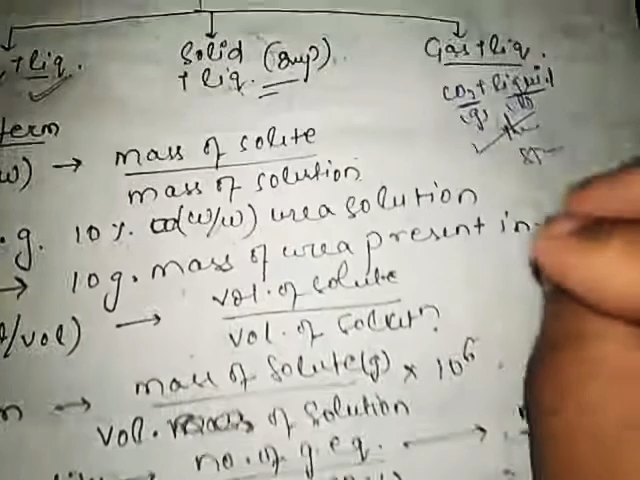 + liq.
Solid (imp)
+ liq.
Gas + liq.
CO2 + liquid
(g)
term
w) → mass of solute
mass of solution
.g. 10%. (w/w) urea solution
→ 10 g. mass of urea present in
/vol) → vol. of solute
vol. of
n → mass of solute(g) × 10^6
vol. of solution
no. of g. eq. →